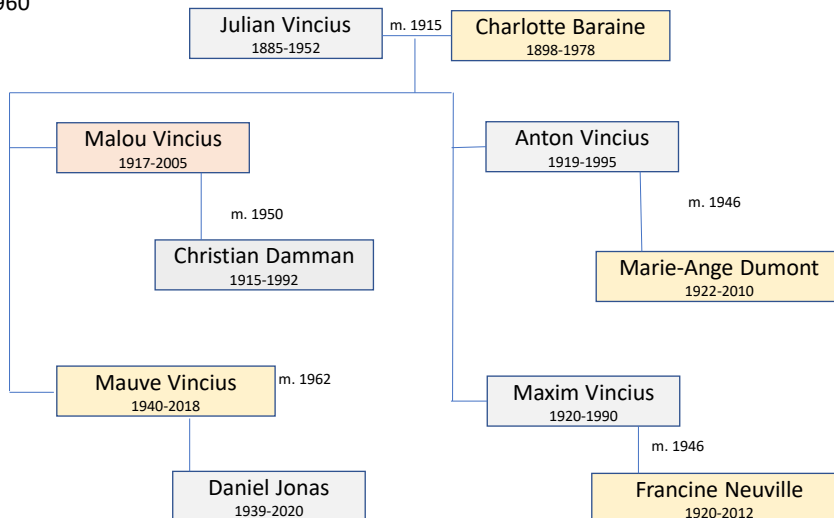 960
Julian Vincius
1885-1952
m. 1915
Charlotte Baraine
1898-1978
Malou Vincius
1917-2005
Anton Vincius
1919-1995
m. 1950
m. 1946
Christian Damman
1915-1992
Marie-Ange Dumont
1922-2010
Mauve Vincius
1940-2018
m. 1962
Maxim Vincius
1920-1990
m. 1946
Daniel Jonas
1939-2020
Francine Neuville
1920-2012